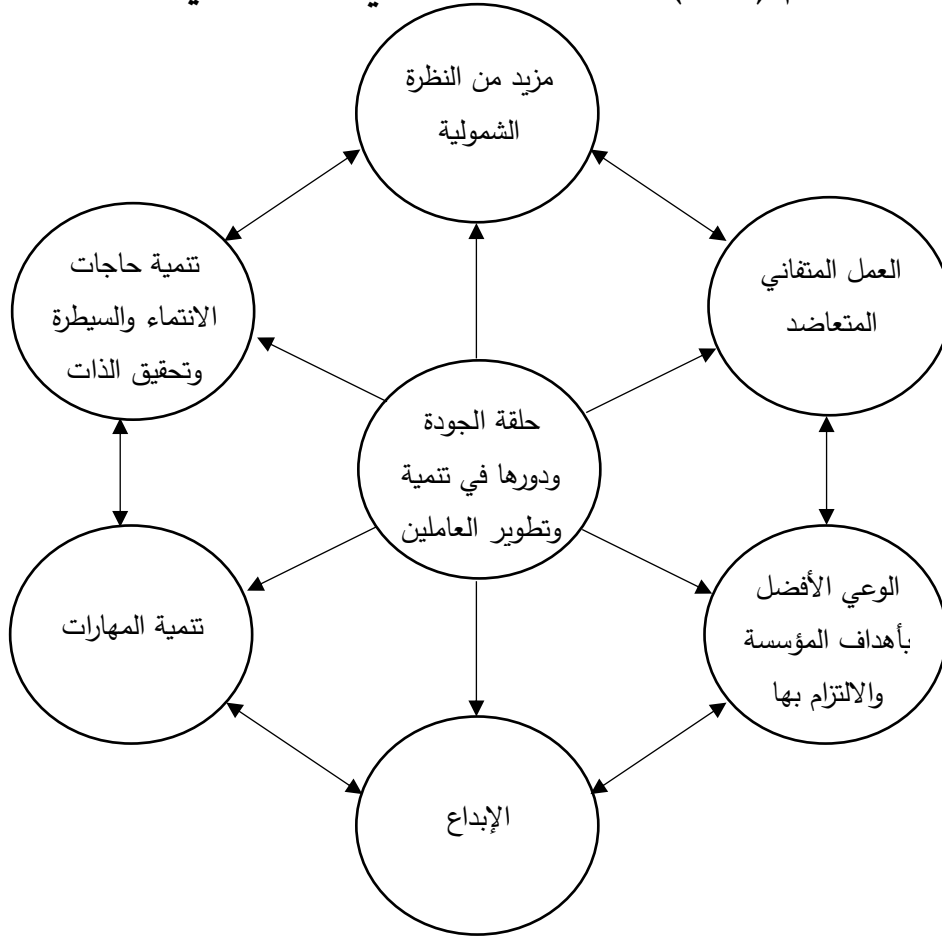 مزيد من النظرة
الشمولية
تنمية حاجات
الانتماء والسيطرة
وتحقيق الذات
العمل المتفاني
المتعاضد
حلقة الجودة
ودورها في تنمية
وتطوير العاملين
تنمية المهارات
الوعي الأفضل
بأهداف المؤسسة
والالتزام بها
الإبداع